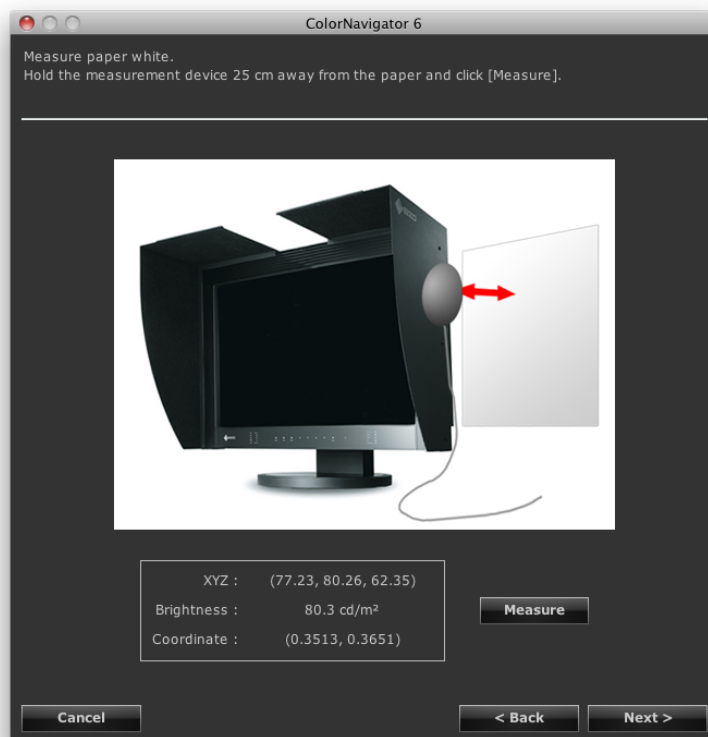 ColorNavigator 6
Measure paper white.
Hold the measurement device 25 cm away from the paper and click [Measure].
EIZO
XYZ : (77.23, 80.26, 62.35)
Brightness : 80.3 cd/m²
Measure
Coordinate : (0.3513, 0.3651)
Cancel
< Back
Next >